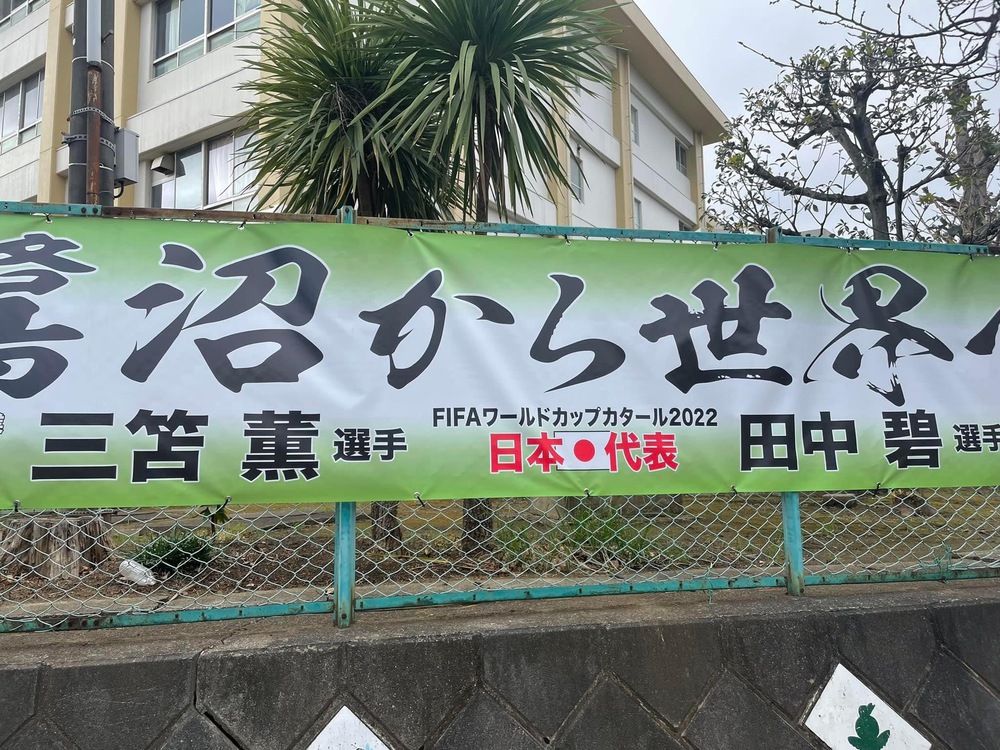 鷺沼から世界へ
三笘 薫 選手
FIFAワールドカップカタール2022
日本代表
田中 碧 選手